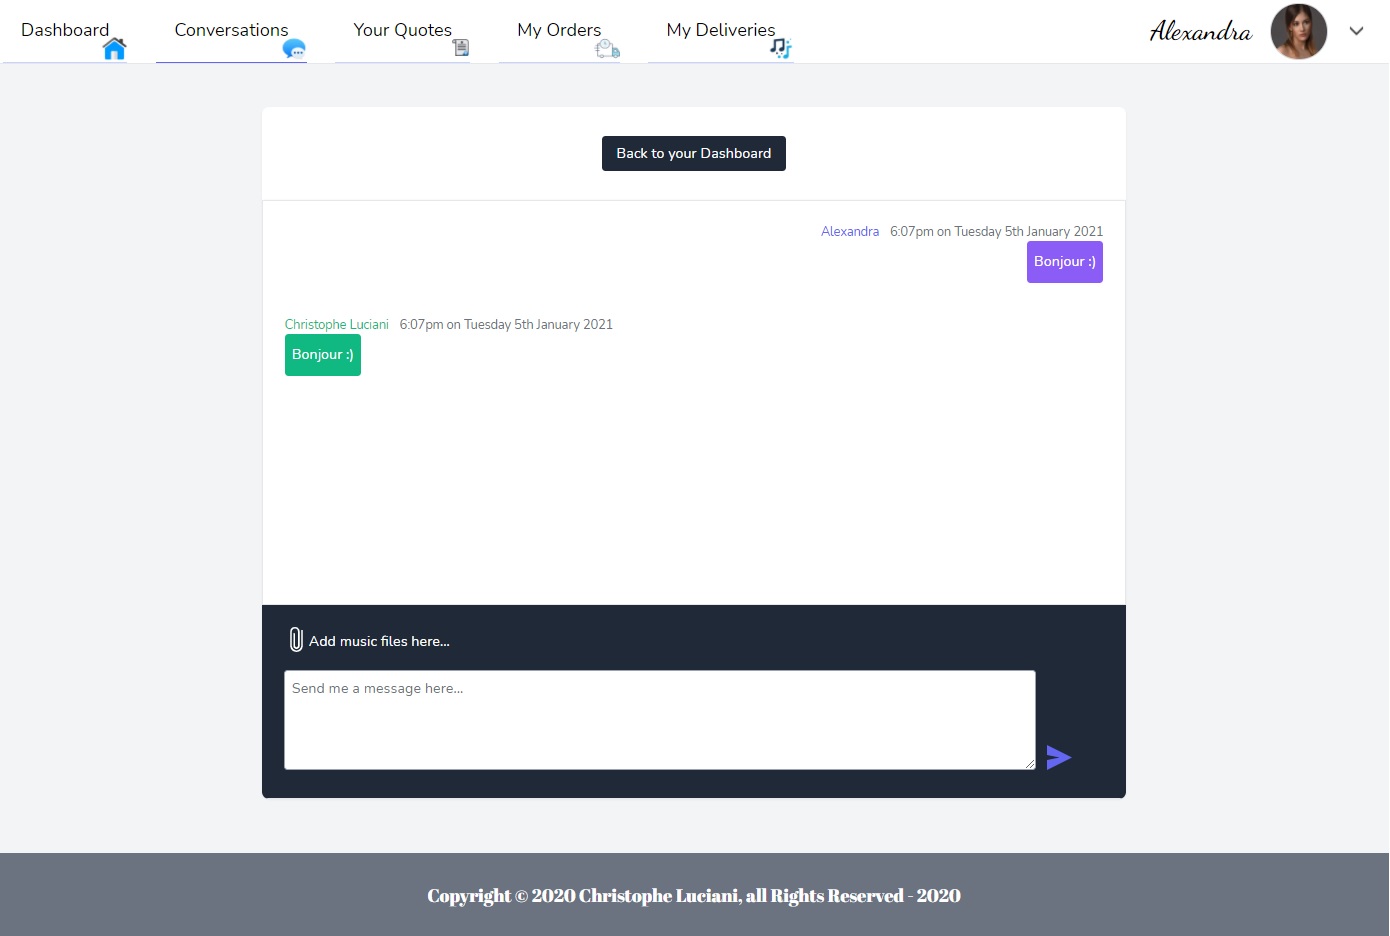 Dashboard
Conversations
Your Quotes
My Orders
My Deliveries
Alexandra
Back to your Dashboard
Alexandra 6:07pm on Tuesday 5th January 2021
Bonjour :)
Christophe Luciani 6:07pm on Tuesday 5th January 2021
Bonjour :)
Add music files here...
Send me a message here...
Copyright © 2020 Christophe Luciani, all Rights Reserved - 2020